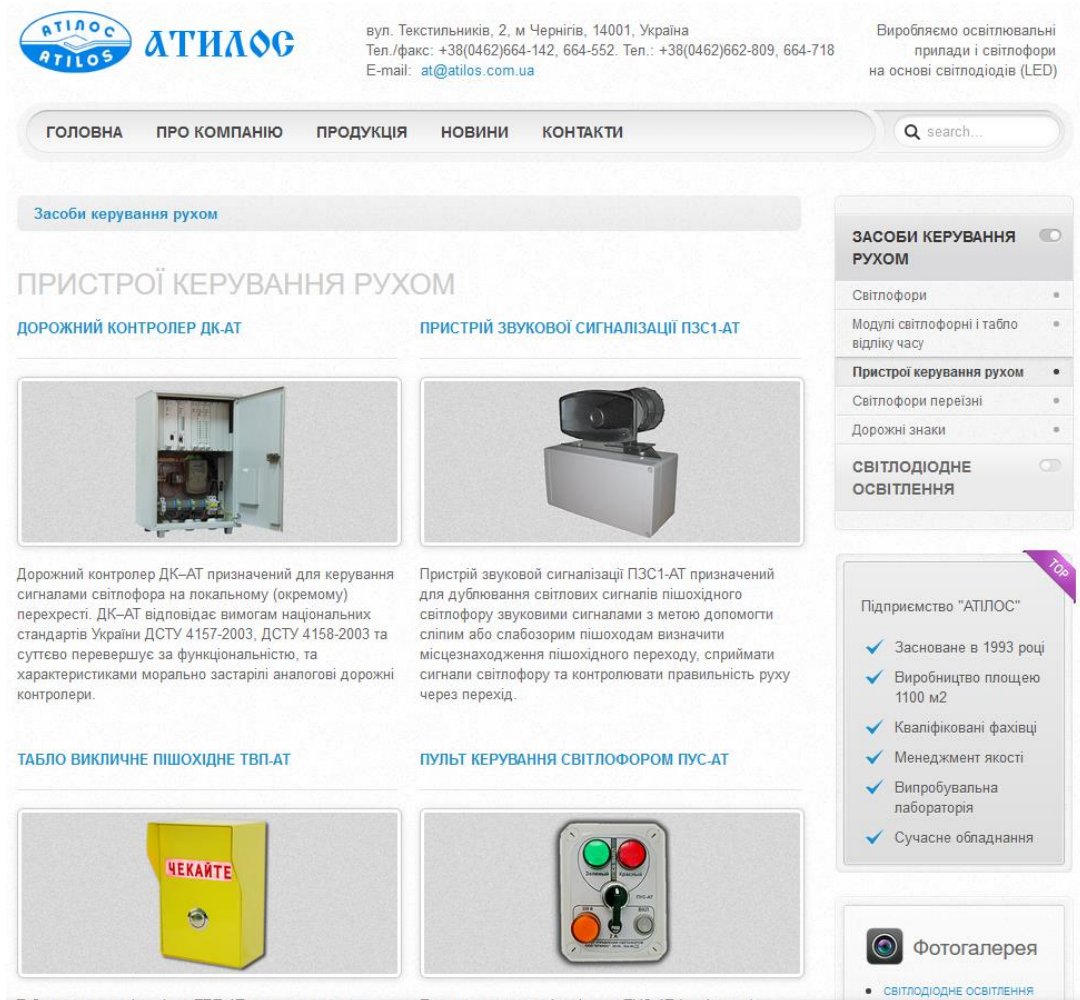 АТІЛОС
ATILOS
АТИЛОС
вул. Текстильників, 2, м Чернігів, 14001, Україна
Тел./факс: +38(0462)664-142, 664-552. Тел.: +38(0462)662-809, 664-718
E-mail: at@atilos.com.ua
Виробляємо освітлювальні
прилади і світлофори
на основі світлодіодів (LED)
ГОЛОВНА ПРО КОМПАНІЮ ПРОДУКЦІЯ НОВИНИ КОНТАКТИ
search...
Засоби керування рухом
ПРИСТРОЇ КЕРУВАННЯ РУХОМ
ДОРОЖНИЙ КОНТРОЛЕР ДК-АТ
Дорожний контролер ДК–АТ призначений для керування
сигналами світлофора на локальному (окремому)
перехресті. ДК–АТ відповідає вимогам національних
стандартів України ДСТУ 4157-2003, ДСТУ 4158-2003 та
суттєво перевершує за функціональністю, та
характеристиками морально застарілі аналогові дорожні
контролери.
ПРИСТРІЙ ЗВУКОВОЇ СИГНАЛІЗАЦІЇ ПЗС1-АТ
Пристрій звуковой сигналізації ПЗС1-АТ призначений
для дублювання світлових сигналів пішохідного
світлофору звуковими сигналами з метою допомогти
сліпим або слабозорим пішоходам визначити
місцезнаходження пішохідного переходу, сприймати
сигнали світлофору та контролювати правильність руху
через перехід.
ТАБЛО ВИКЛИЧНЕ ПІШОХІДНЕ ТВП-АТ
ЧЕКАЙТЕ
ПУЛЬТ КЕРУВАННЯ СВІТЛОФОРОМ ПУС-АТ
Зеленый Красный
ПУС-АТ
ВКЛ
ЗАСОБИ КЕРУВАННЯ
РУХОМ
Світлофори
Модулі світлофорні і табло
відліку часу
Пристрої керування рухом
Світлофори переїзні
Дорожні знаки
СВІТЛОДІОДНЕ
ОСВІТЛЕННЯ
TOP
Підприємство "АТІЛОС"
Засноване в 1993 році
Виробництво площею
1100 м2
Кваліфіковані фахівці
Менеджмент якості
Випробувальна
лабораторія
Сучасне обладнання
Фотогалерея
СВІТЛОДІОДНЕ ОСВІТЛЕННЯ